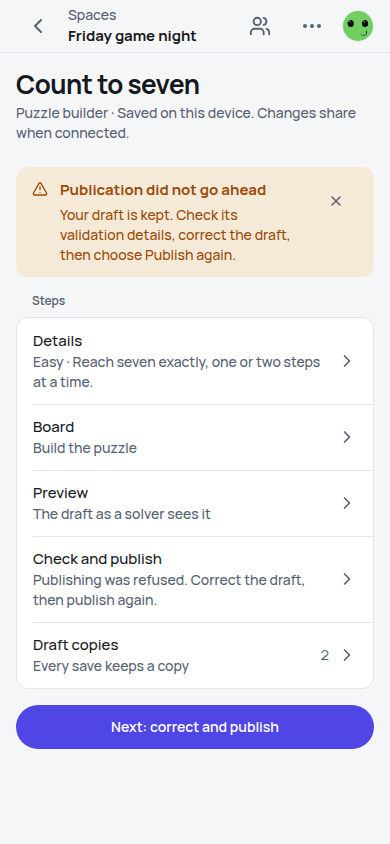 Spaces
Friday game night
Count to seven
Puzzle builder · Saved on this device. Changes share
when connected.
Publication did not go ahead
Your draft is kept. Check its
validation details, correct the draft,
then choose Publish again.
Steps
Details
Easy · Reach seven exactly, one or two steps
at a time.
Board
Build the puzzle
Preview
The draft as a solver sees it
Check and publish
Publishing was refused. Correct the draft,
then publish again.
Draft copies
Every save keeps a copy
2
Next: correct and publish